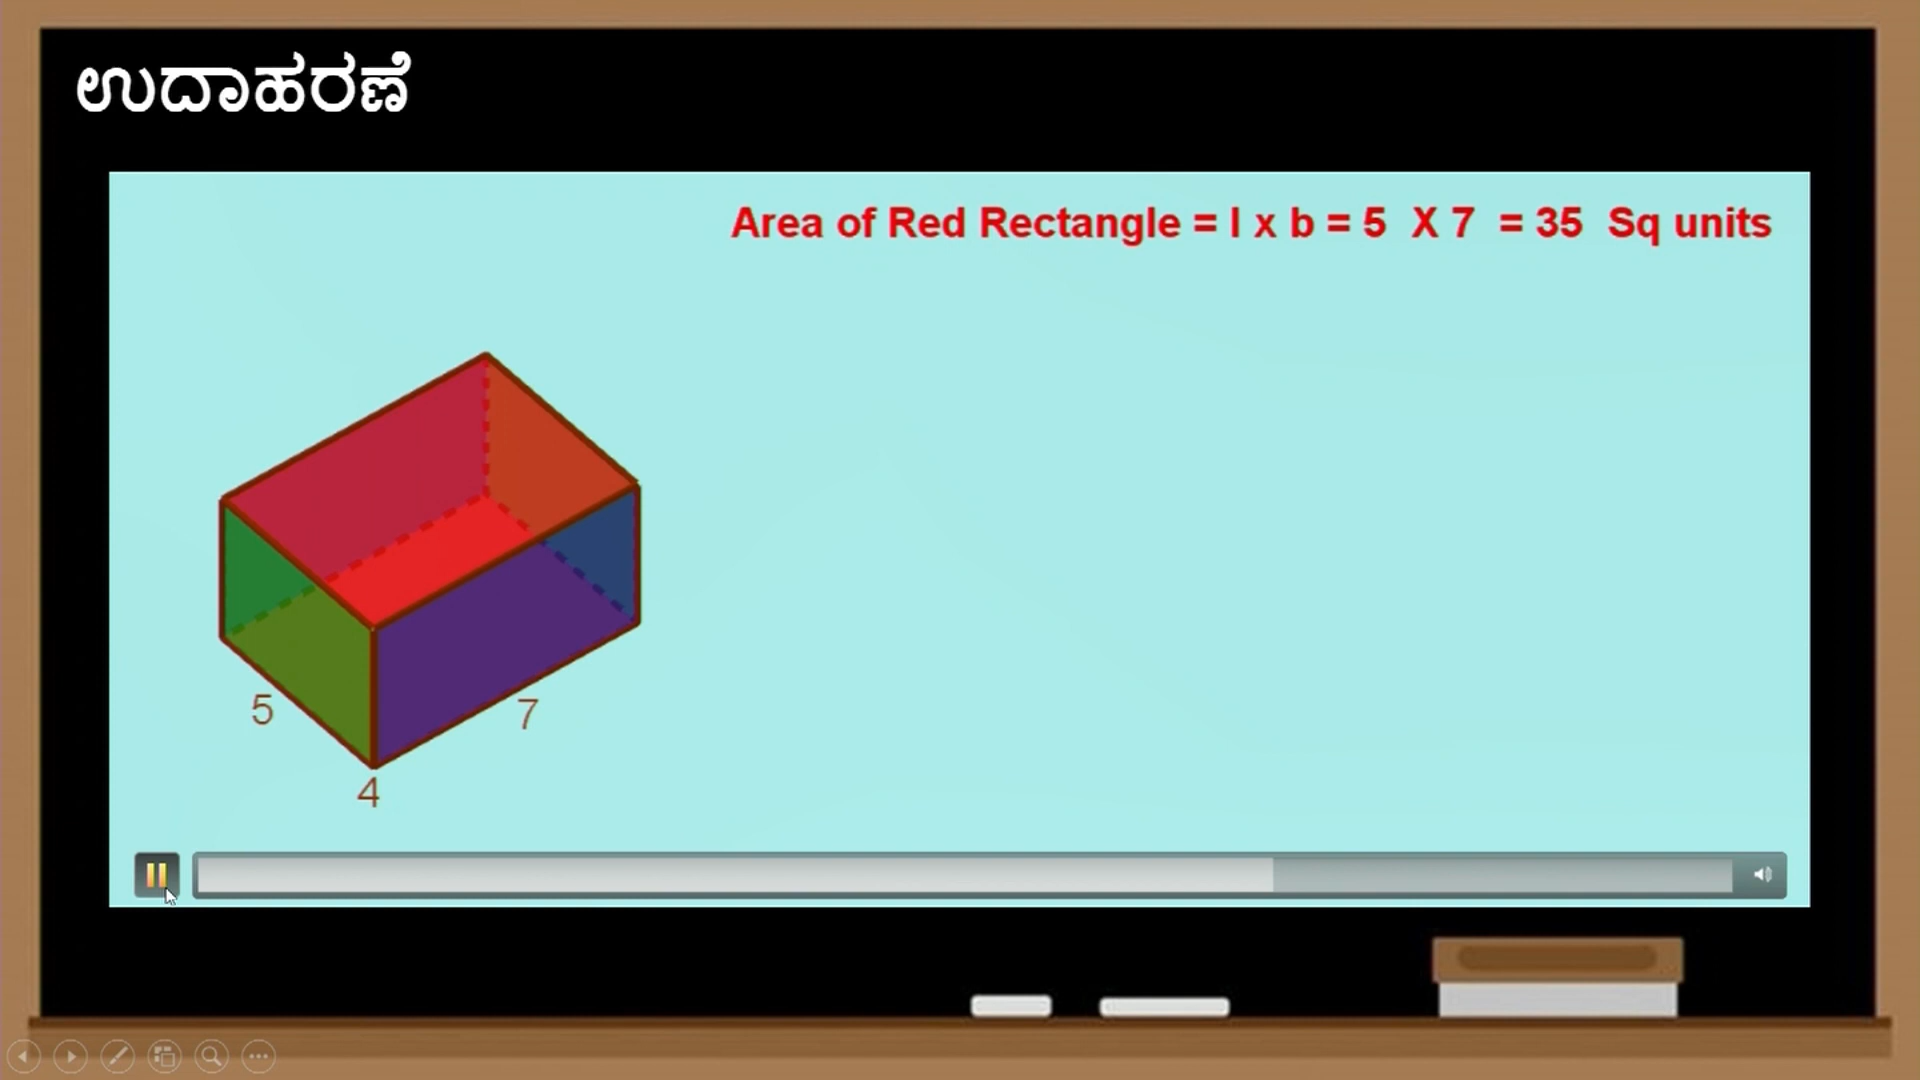 ಉದಾಹರಣೆ
Area of Red Rectangle = l x b = 5 X 7 = 35 Sq units
5
7
4